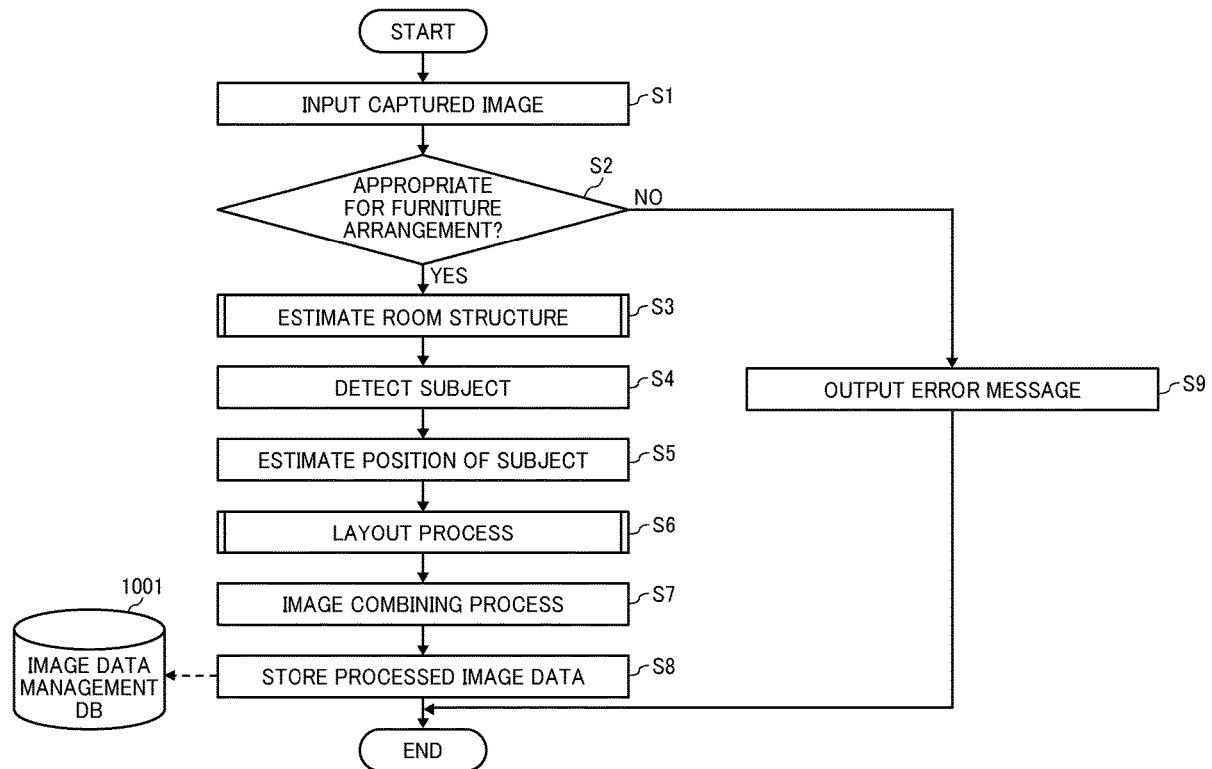 START
INPUT CAPTURED IMAGE
S1
S2
APPROPRIATE
FOR FURNITURE
ARRANGEMENT?
NO
YES
ESTIMATE ROOM STRUCTURE
S3
DETECT SUBJECT
S4
OUTPUT ERROR MESSAGE
S9
ESTIMATE POSITION OF SUBJECT
S5
LAYOUT PROCESS
S6
IMAGE COMBINING PROCESS
S7
1001
IMAGE DATA
MANAGEMENT
DB
STORE PROCESSED IMAGE DATA
S8
END